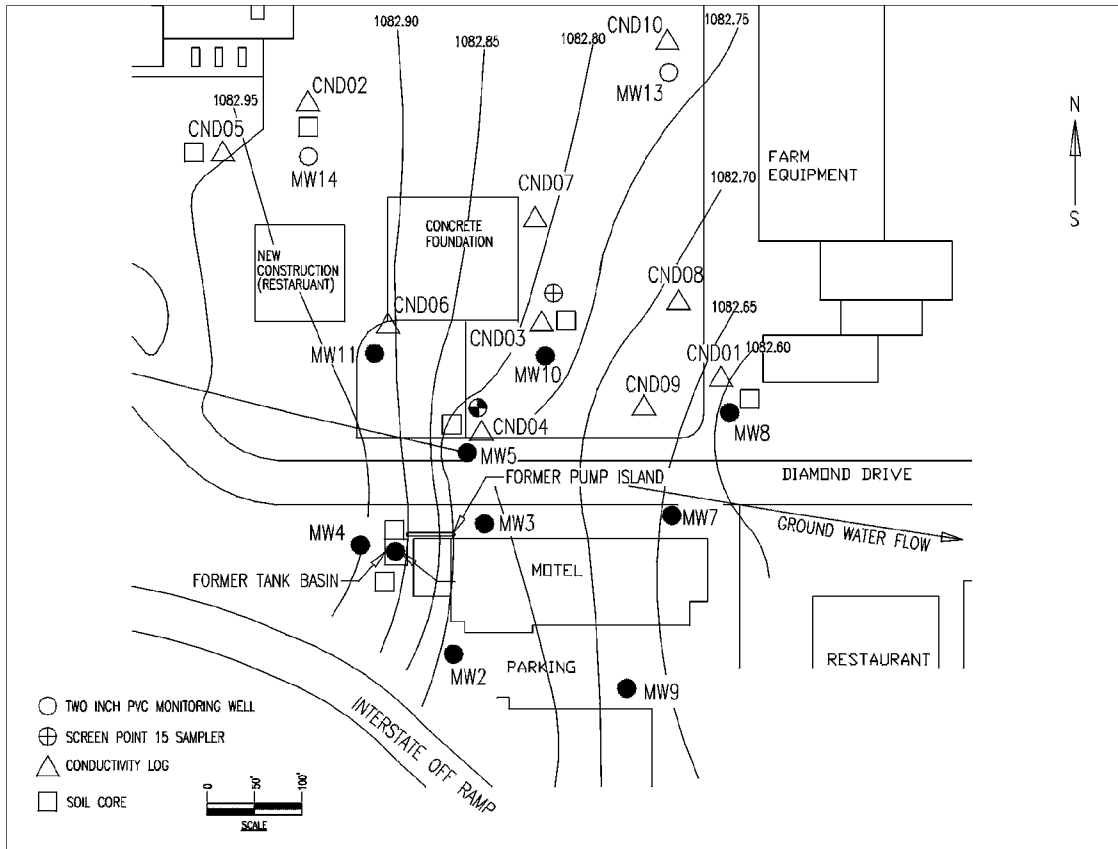 1082.90
1082.85
1082.80
CND10
1082.75
MW13
CND02
1082.95
CND05
MW14
FARM
EQUIPMENT
N
S
1082.70
CND07
CONCRETE
FOUNDATION
NEW
CONSTRUCTION
(RESTARUANT)
CND06
CND08
1082.65
CND03
MW11
MW10
CND01
1082.60
CND09
CND04
MW8
MW5
FORMER PUMP ISLAND
DIAMOND DRIVE
MW3
MW7
GROUND WATER FLOW
MW4
FORMER TANK BASIN
MOTEL
MW2
PARKING
MW9
RESTAURANT
INTERSTATE OFF RAMP
TWO INCH PVC MONITORING WELL
SCREEN POINT 15 SAMPLER
CONDUCTIVITY LOG
SOIL CORE
0
50'
100'
SCALE